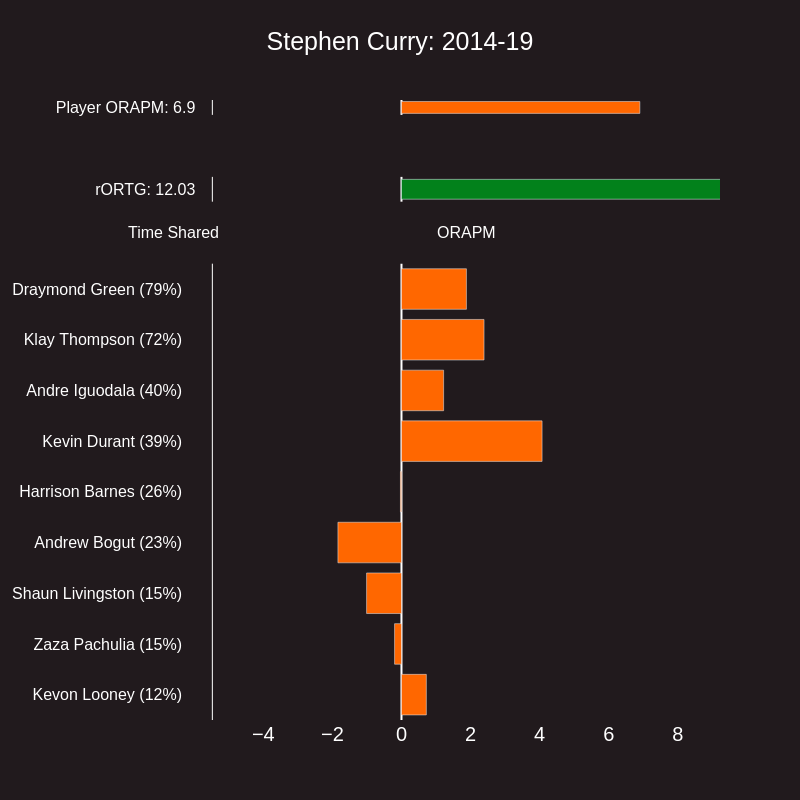 Stephen Curry: 2014-19
Player ORAPM: 6.9
rORTG: 12.03
Time Shared ORAPM
Draymond Green (79%)
Klay Thompson (72%)
Andre Iguodala (40%)
Kevin Durant (39%)
Harrison Barnes (26%)
Andrew Bogut (23%)
Shaun Livingston (15%)
Zaza Pachulia (15%)
Kevon Looney (12%)
−4 −2 0 2 4 6 8